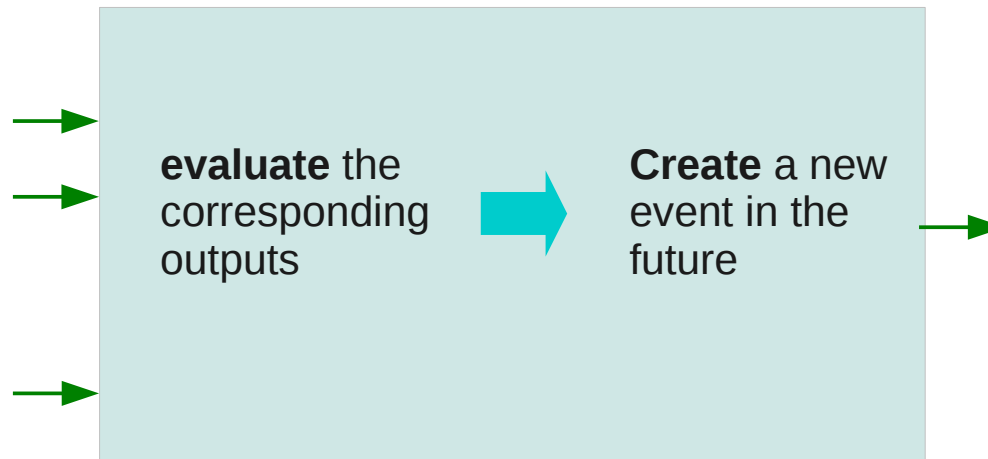 evaluate the
corresponding
outputs
Create a new
event in the
future